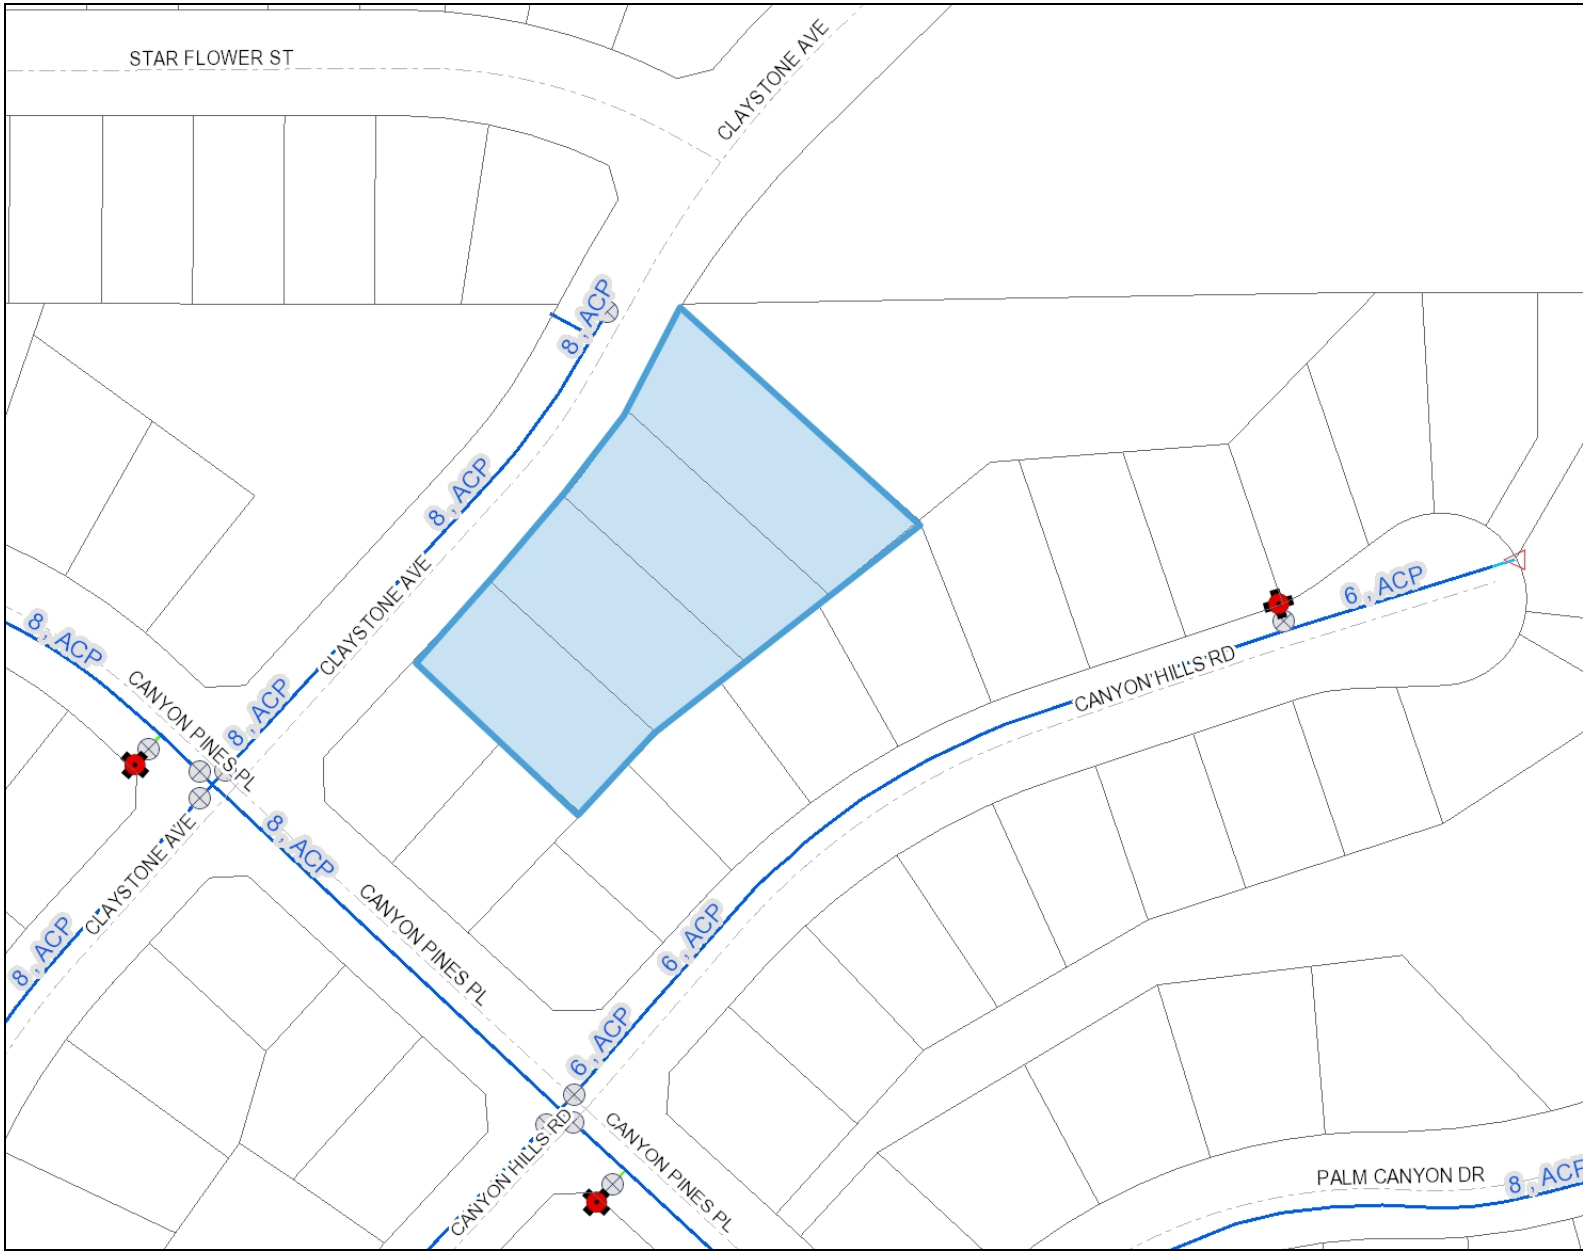 STAR FLOWER ST
CLAYSTONE AVE
8 , ACP
8 , ACP
CLAYSTONE AVE
6 , ACP
8 , ACP
CANYON HILLS RD
CANYON PINES PL
8 , ACP
8 , ACP
CLAYSTONE AVE
CANYON PINES PL
8 , ACP
6 , ACP
6 , ACP
CANYON HILLS RD
CANYON PINES PL
PALM CANYON DR
8 , ACP